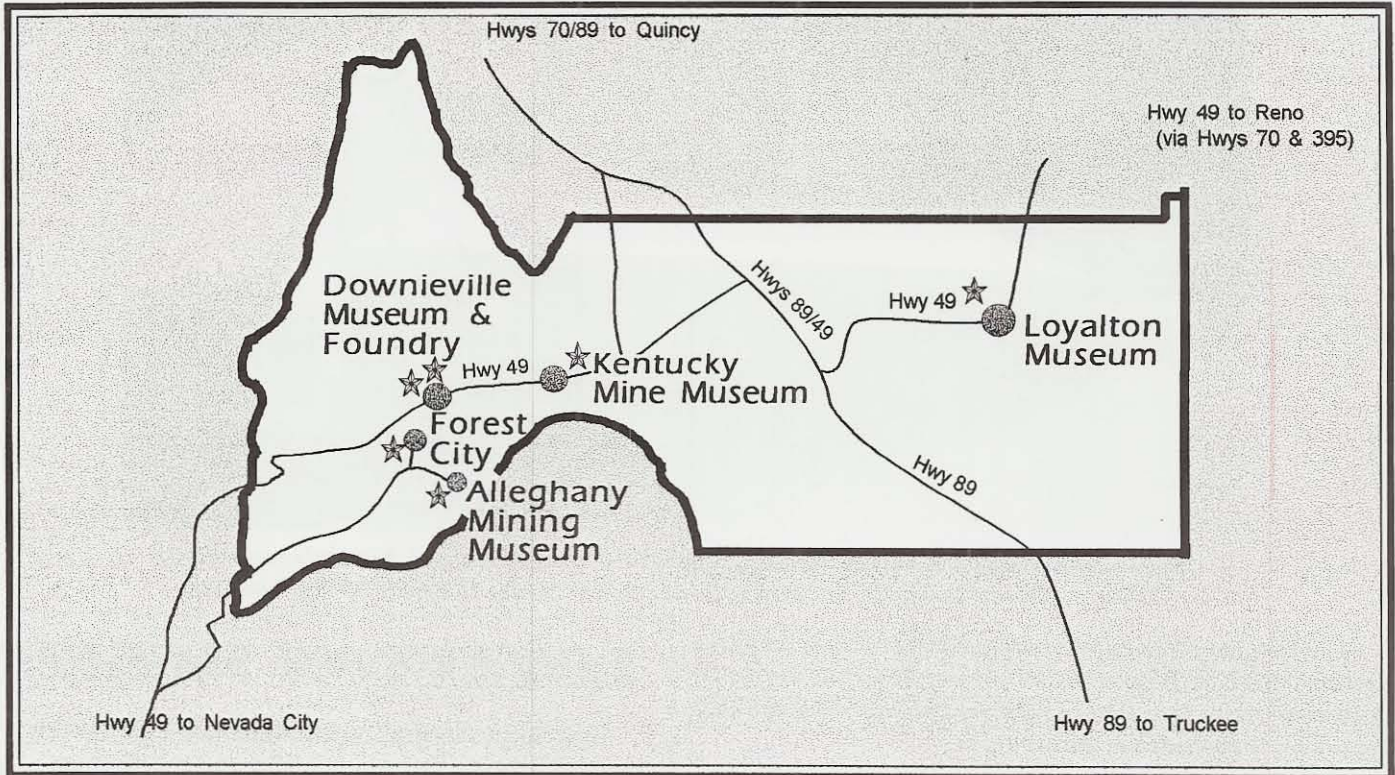 Hwys 70/89 to Quincy
Hwy 49 to Reno
(via Hwys 70 & 395)
Downieville
Museum &
Foundry
Hwy 49
Kentucky
Mine Museum
Hwys 89/49
Hwy 49
Loyalton
Museum
Forest
City
Alleghany
Mining
Museum
Hwy 89
Hwy 49 to Nevada City
Hwy 89 to Truckee